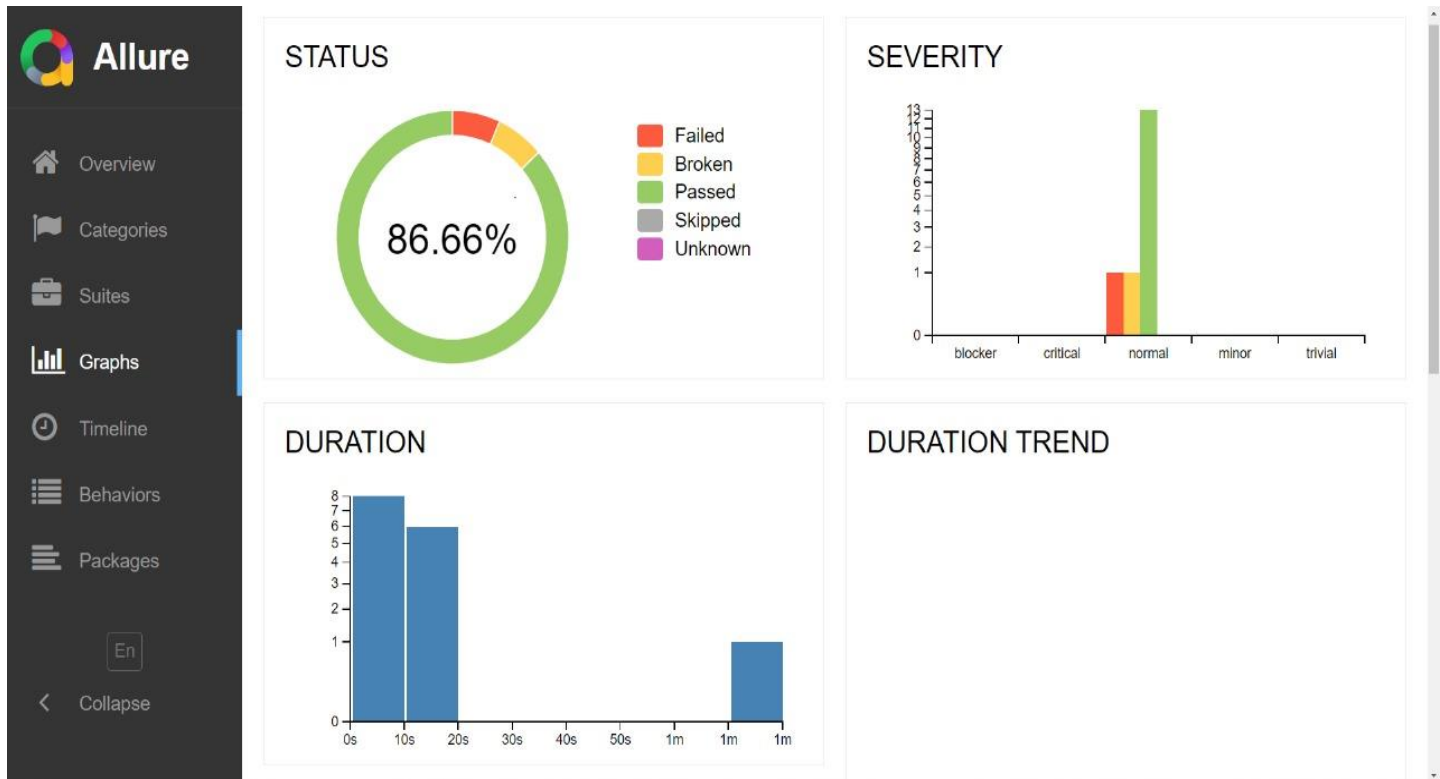 Allure
Overview
Categories
Suites
Graphs
Timeline
Behaviors
Packages
En
Collapse
STATUS
86.66%
Failed
Broken
Passed
Skipped
Unknown
SEVERITY
13
12
11
10
9
8
7
6
5
4
3
2
1
0
blocker critical normal minor trivial
DURATION
8
7
6
5
4
3
2
1
0
0s 10s 20s 30s 40s 50s 1m 1m 1m
DURATION TREND